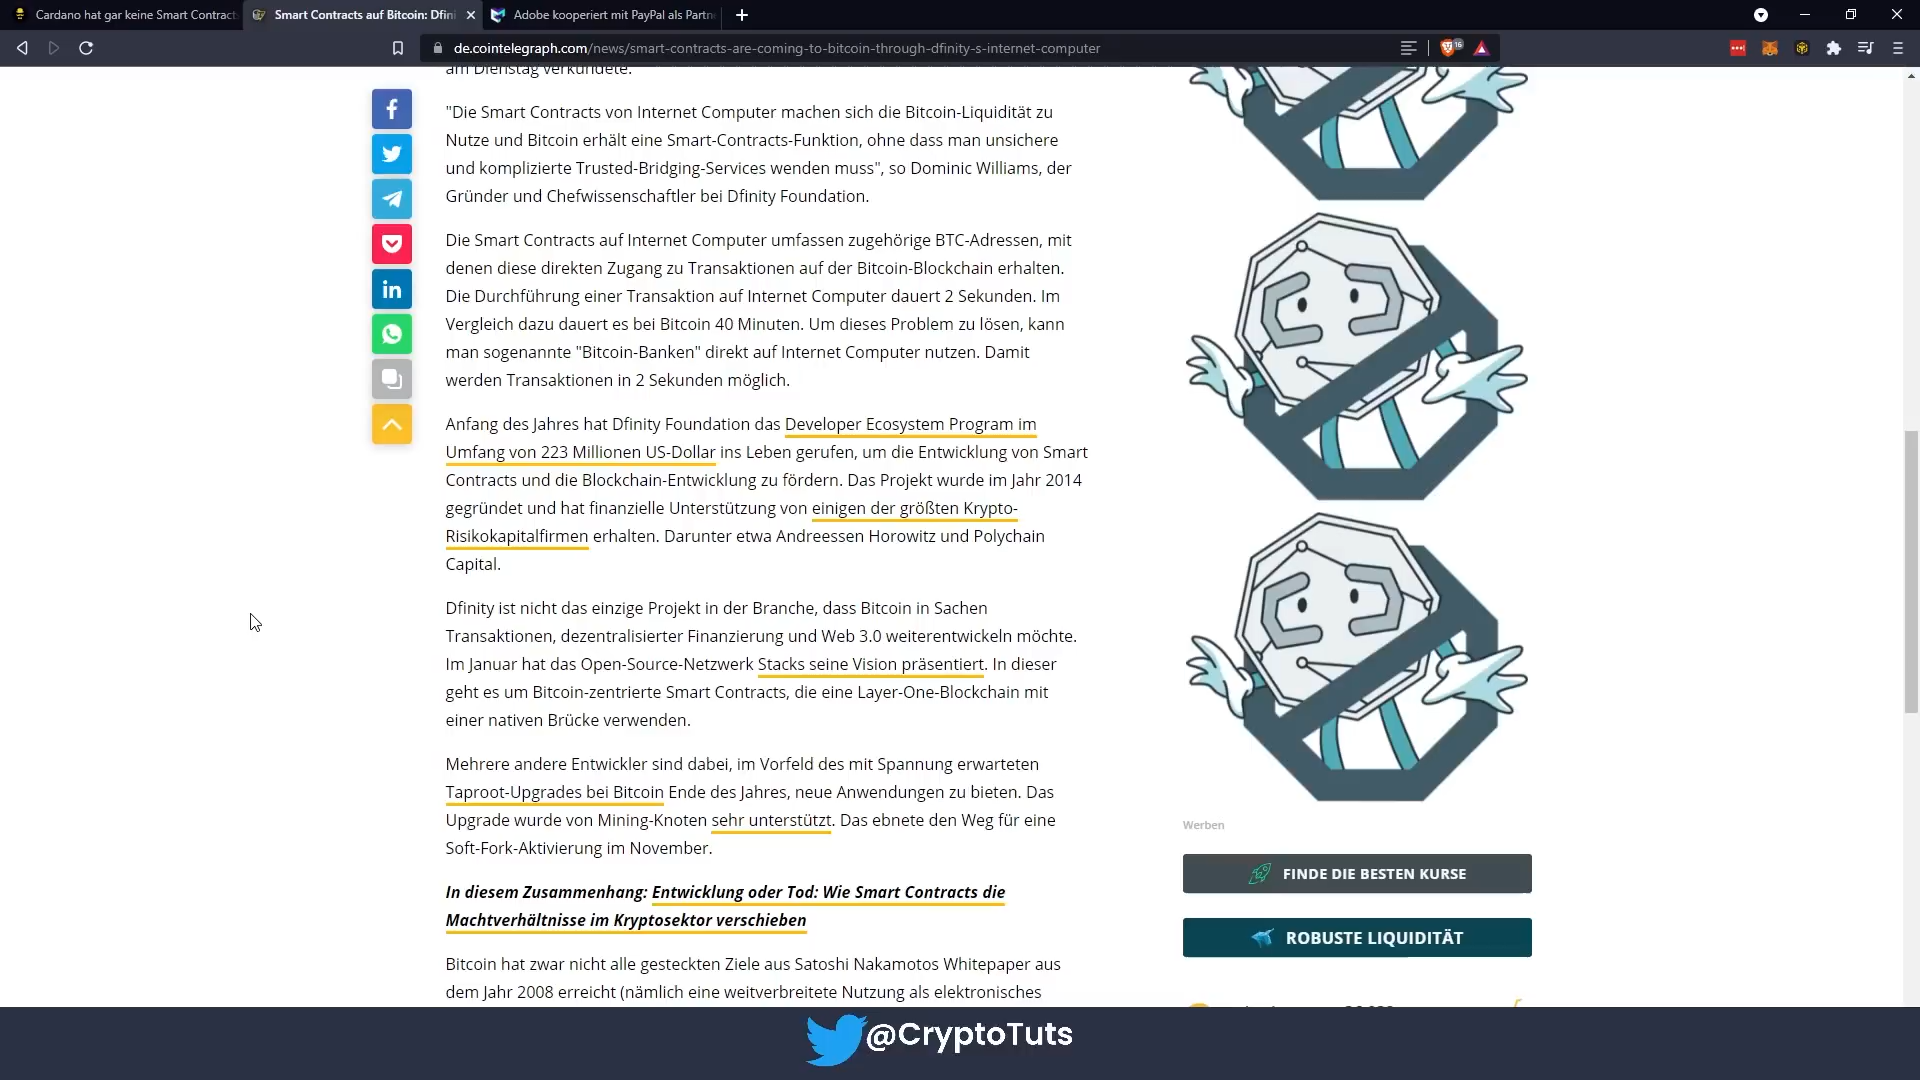 Cardano hat gar keine Smart Contract
Smart Contracts auf Bitcoin: Dfini
Adobe kooperiert mit PayPal als Partn
de.cointelegraph.com/news/smart-contracts-are-coming-to-bitcoin-through-dfinity-s-internet-computer
16
am Dienstag verkündete.
"Die Smart Contracts von Internet Computer machen sich die Bitcoin-Liquidität zu
Nutze und Bitcoin erhält eine Smart-Contracts-Funktion, ohne dass man unsichere
und komplizierte Trusted-Bridging-Services wenden muss", so Dominic Williams, der
Gründer und Chefwissenschaftler bei Dfinity Foundation.
Die Smart Contracts auf Internet Computer umfassen zugehörige BTC-Adressen, mit
denen diese direkten Zugang zu Transaktionen auf der Bitcoin-Blockchain erhalten.
Die Durchführung einer Transaktion auf Internet Computer dauert 2 Sekunden. Im
Vergleich dazu dauert es bei Bitcoin 40 Minuten. Um dieses Problem zu lösen, kann
man sogenannte "Bitcoin-Banken" direkt auf Internet Computer nutzen. Damit
werden Transaktionen in 2 Sekunden möglich.
Anfang des Jahres hat Dfinity Foundation das Developer Ecosystem Program im
Umfang von 223 Millionen US-Dollar ins Leben gerufen, um die Entwicklung von Smart
Contracts und die Blockchain-Entwicklung zu fördern. Das Projekt wurde im Jahr 2014
gegründet und hat finanzielle Unterstützung von einigen der größten Krypto-
Risikokapitalfirmen erhalten. Darunter etwa Andreessen Horowitz und Polychain
Capital.
Dfinity ist nicht das einzige Projekt in der Branche, dass Bitcoin in Sachen
Transaktionen, dezentralisierter Finanzierung und Web 3.0 weiterentwickeln möchte.
Im Januar hat das Open-Source-Netzwerk Stacks seine Vision präsentiert. In dieser
geht es um Bitcoin-zentrierte Smart Contracts, die eine Layer-One-Blockchain mit
einer nativen Brücke verwenden.
Mehrere andere Entwickler sind dabei, im Vorfeld des mit Spannung erwarteten
Taproot-Upgrades bei Bitcoin Ende des Jahres, neue Anwendungen zu bieten. Das
Upgrade wurde von Mining-Knoten sehr unterstützt. Das ebnete den Weg für eine
Soft-Fork-Aktivierung im November.
In diesem Zusammenhang: Entwicklung oder Tod: Wie Smart Contracts die
Machtverhältnisse im Kryptosektor verschieben
Bitcoin hat zwar nicht alle gesteckten Ziele aus Satoshi Nakamotos Whitepaper aus
dem Jahr 2008 erreicht (nämlich eine weitverbreitete Nutzung als elektronisches
Werben
FINDE DIE BESTEN KURSE
ROBUSTE LIQUIDITÄT
@CryptoTuts